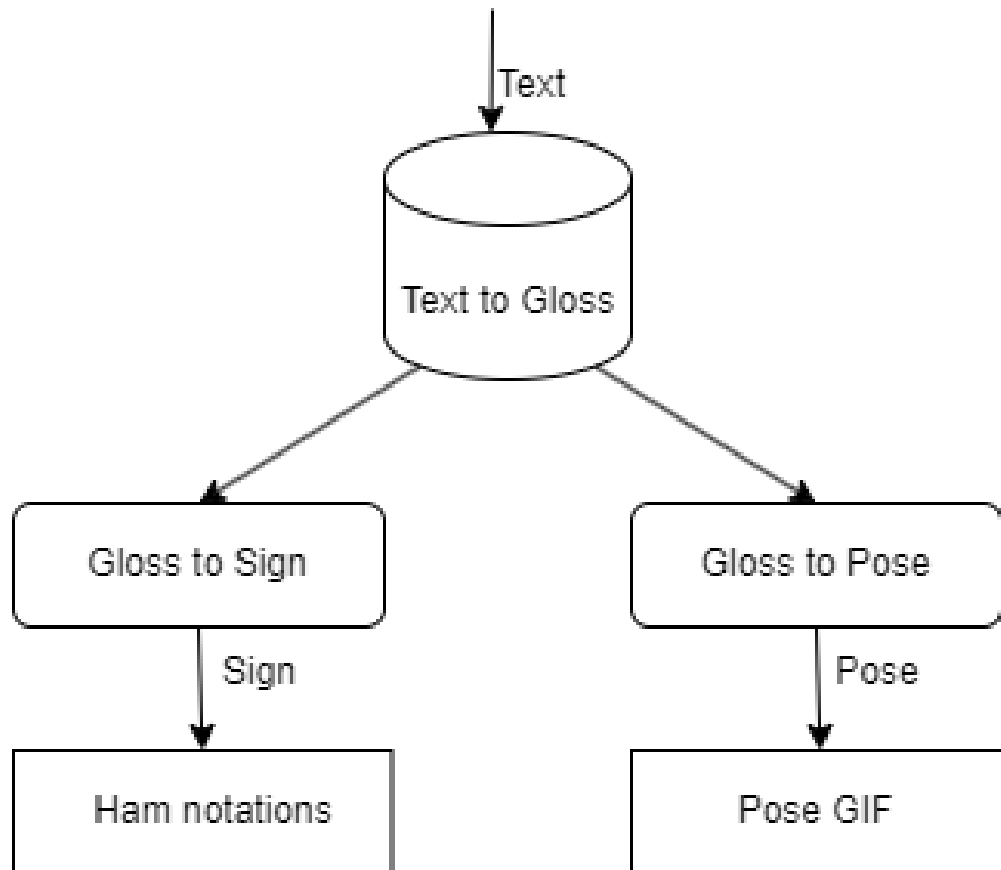 Text
Text to Gloss
Gloss to Sign
Gloss to Pose
Sign
Pose
Ham notations
Pose GIF